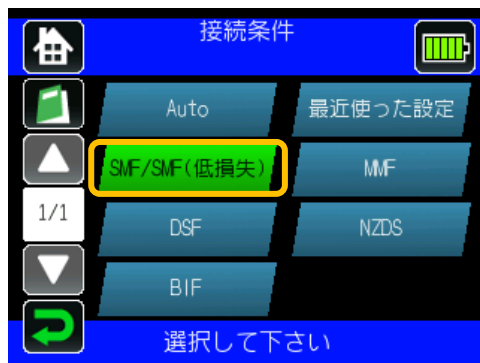 接続条件
Auto
最近使った設定
SMF/SMF(低損失)
MMF
1/1
DSF
NZDS
BIF
選択して下さい